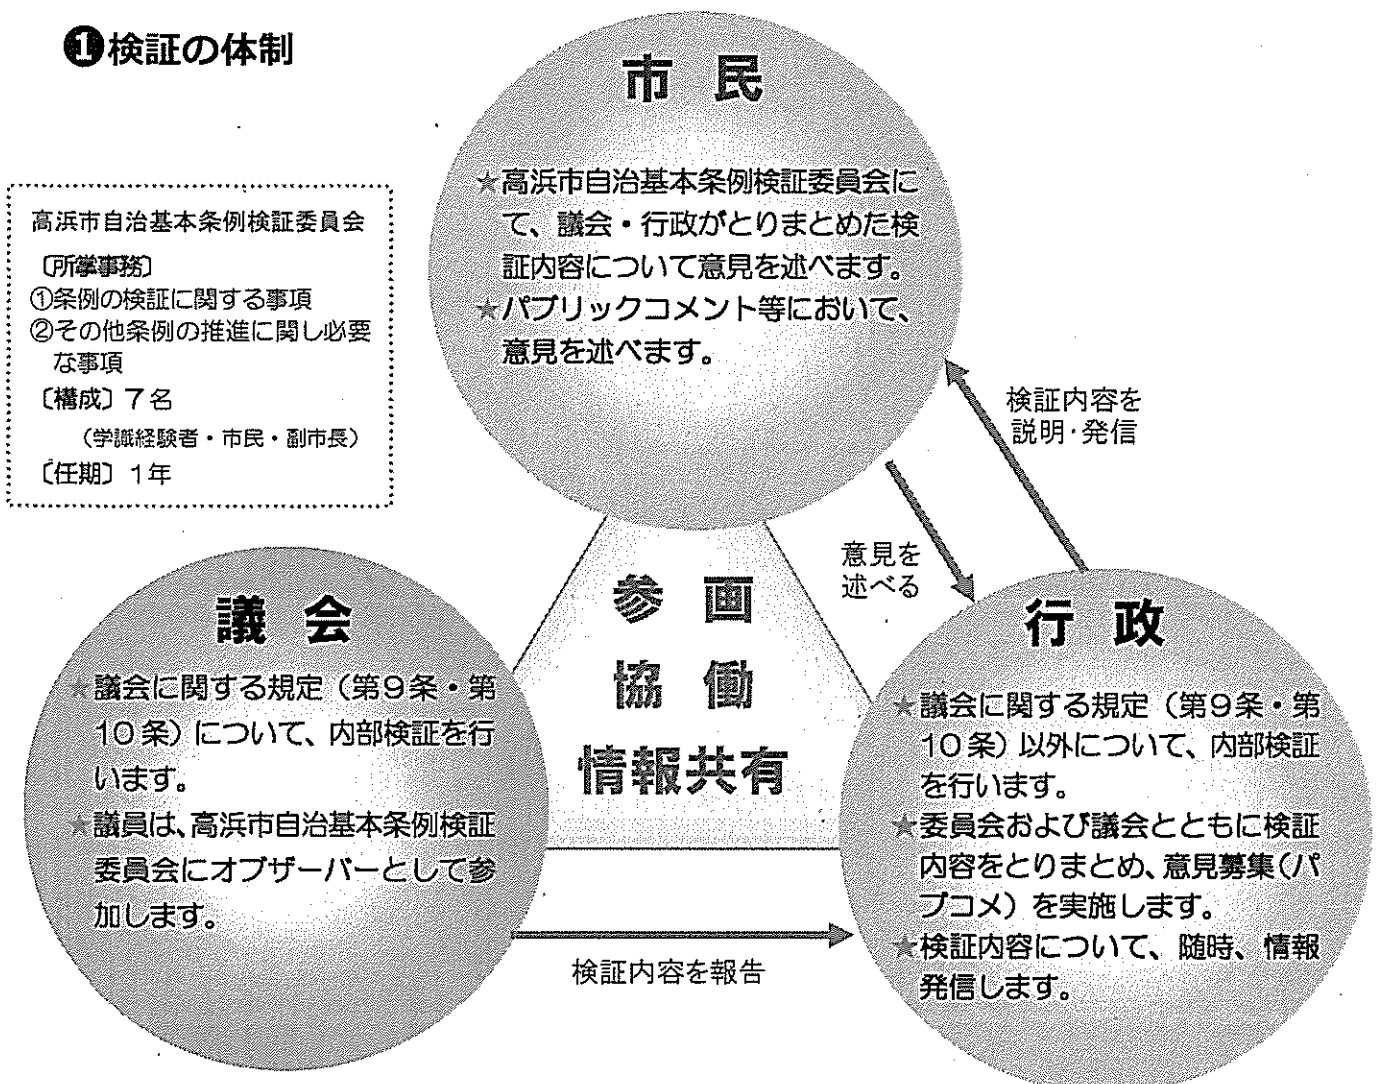 ❶検証の体制
市 民
★高浜市自治基本条例検証委員会に
て、議会・行政がとりまとめた検
証内容について意見を述べます。
★パブリックコメント等において、
意見を述べます。
高浜市自治基本条例検証委員会
〔所掌事務〕
①条例の検証に関する事項
②その他条例の推進に関し必要
な事項
〔構成〕7名
（学識経験者・市民・副市長）
〔任期〕1年
検証内容を
説明・発信
意見を
述べる
参 画
協 働
情報共有
議 会
★議会に関する規定（第9条・第
10条）について、内部検証を行
います。
★議員は、高浜市自治基本条例検証
委員会にオブザーバーとして参
加します。
検証内容を報告
行 政
★議会に関する規定（第9条・第
10条）以外について、内部検証
を行います。
★委員会および議会とともに検証
内容をとりまとめ、意見募集（パ
ブコメ）を実施します。
★検証内容について、随時、情報
発信します。